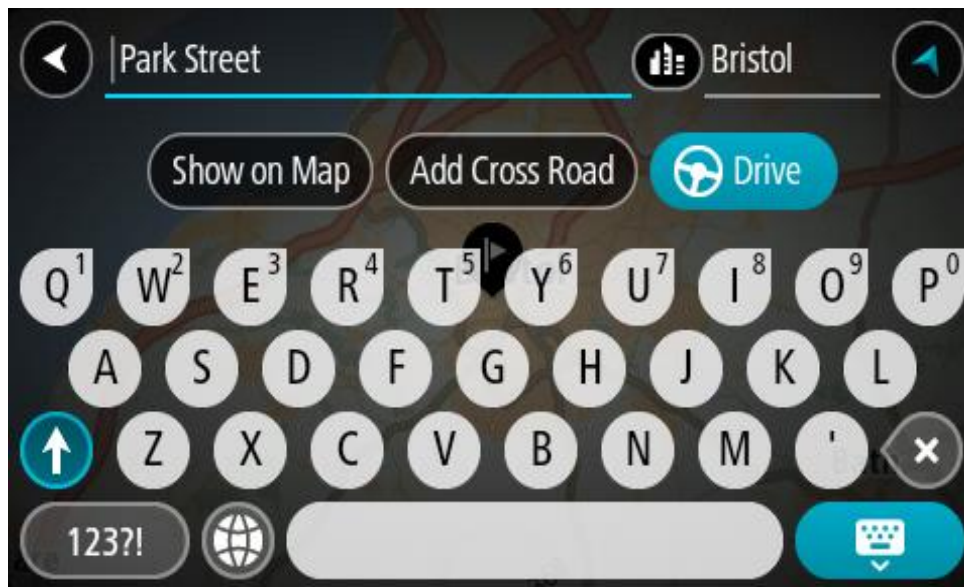 Park Street Bristol
Show on Map Add Cross Road Drive
Q1 W2 E3 R4 T5 Y6 U7 I8 O9 P0
A S D F G H J K L
Z X C V B N M '
123?!